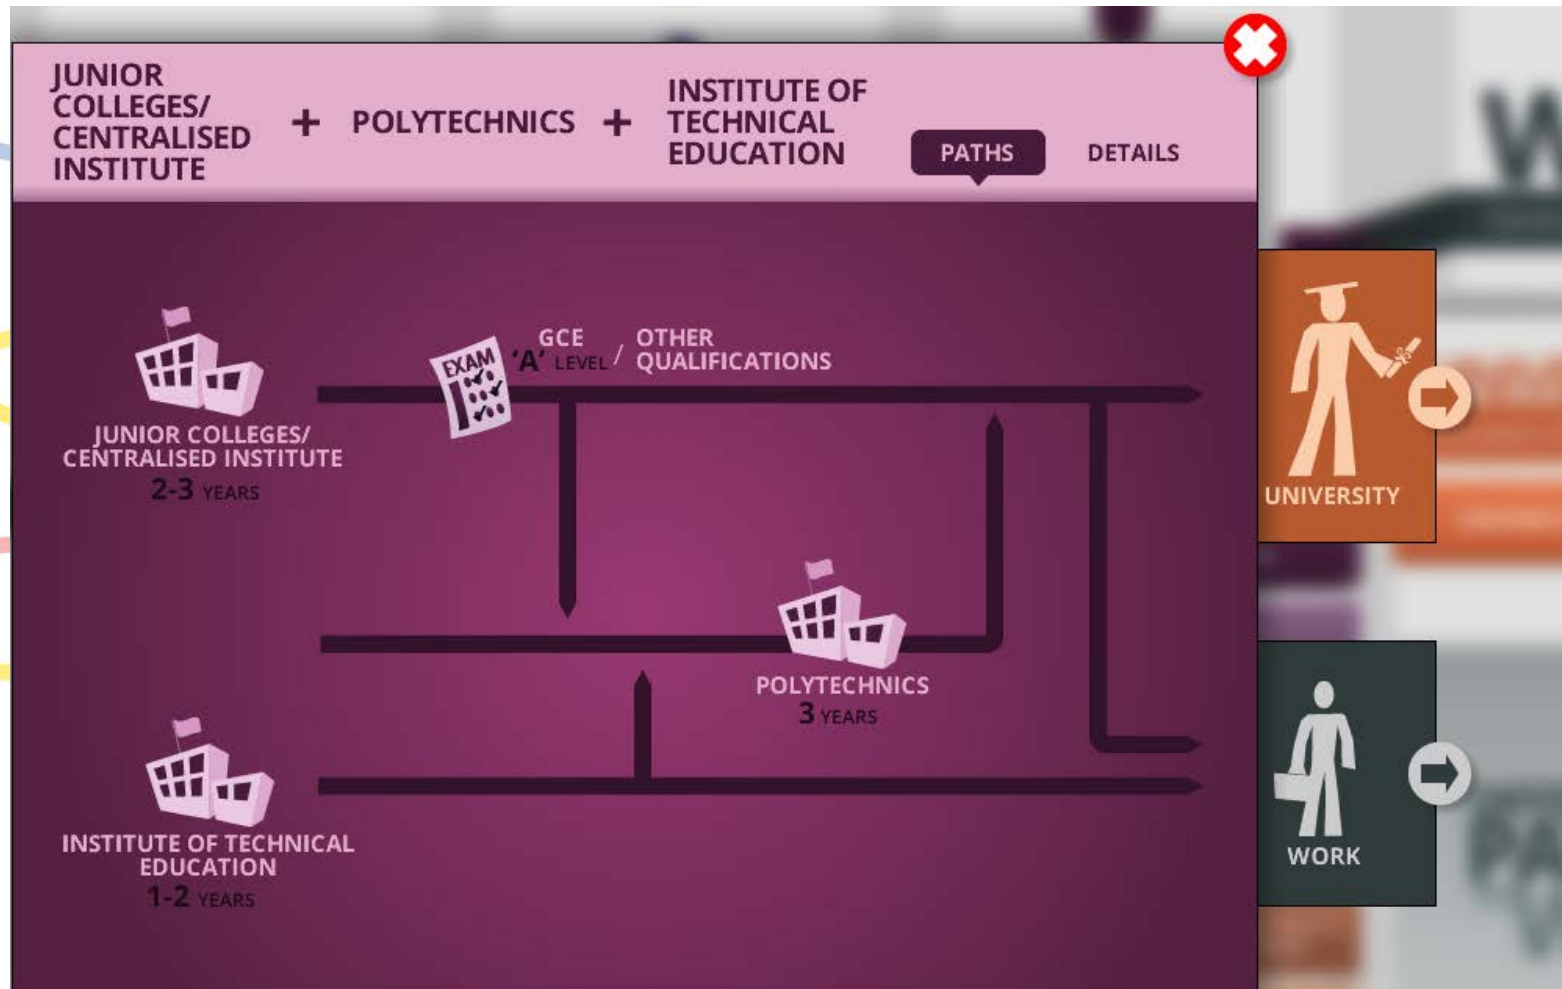 JUNIOR
COLLEGES/
CENTRALISED
INSTITUTE
+
POLYTECHNICS
+
INSTITUTE OF
TECHNICAL
EDUCATION
PATHS
DETAILS
EXAM
GCE
'A' LEVEL /
OTHER
QUALIFICATIONS
JUNIOR COLLEGES/
CENTRALISED INSTITUTE
2-3 YEARS
UNIVERSITY
POLYTECHNICS
3 YEARS
INSTITUTE OF TECHNICAL
EDUCATION
1-2 YEARS
WORK